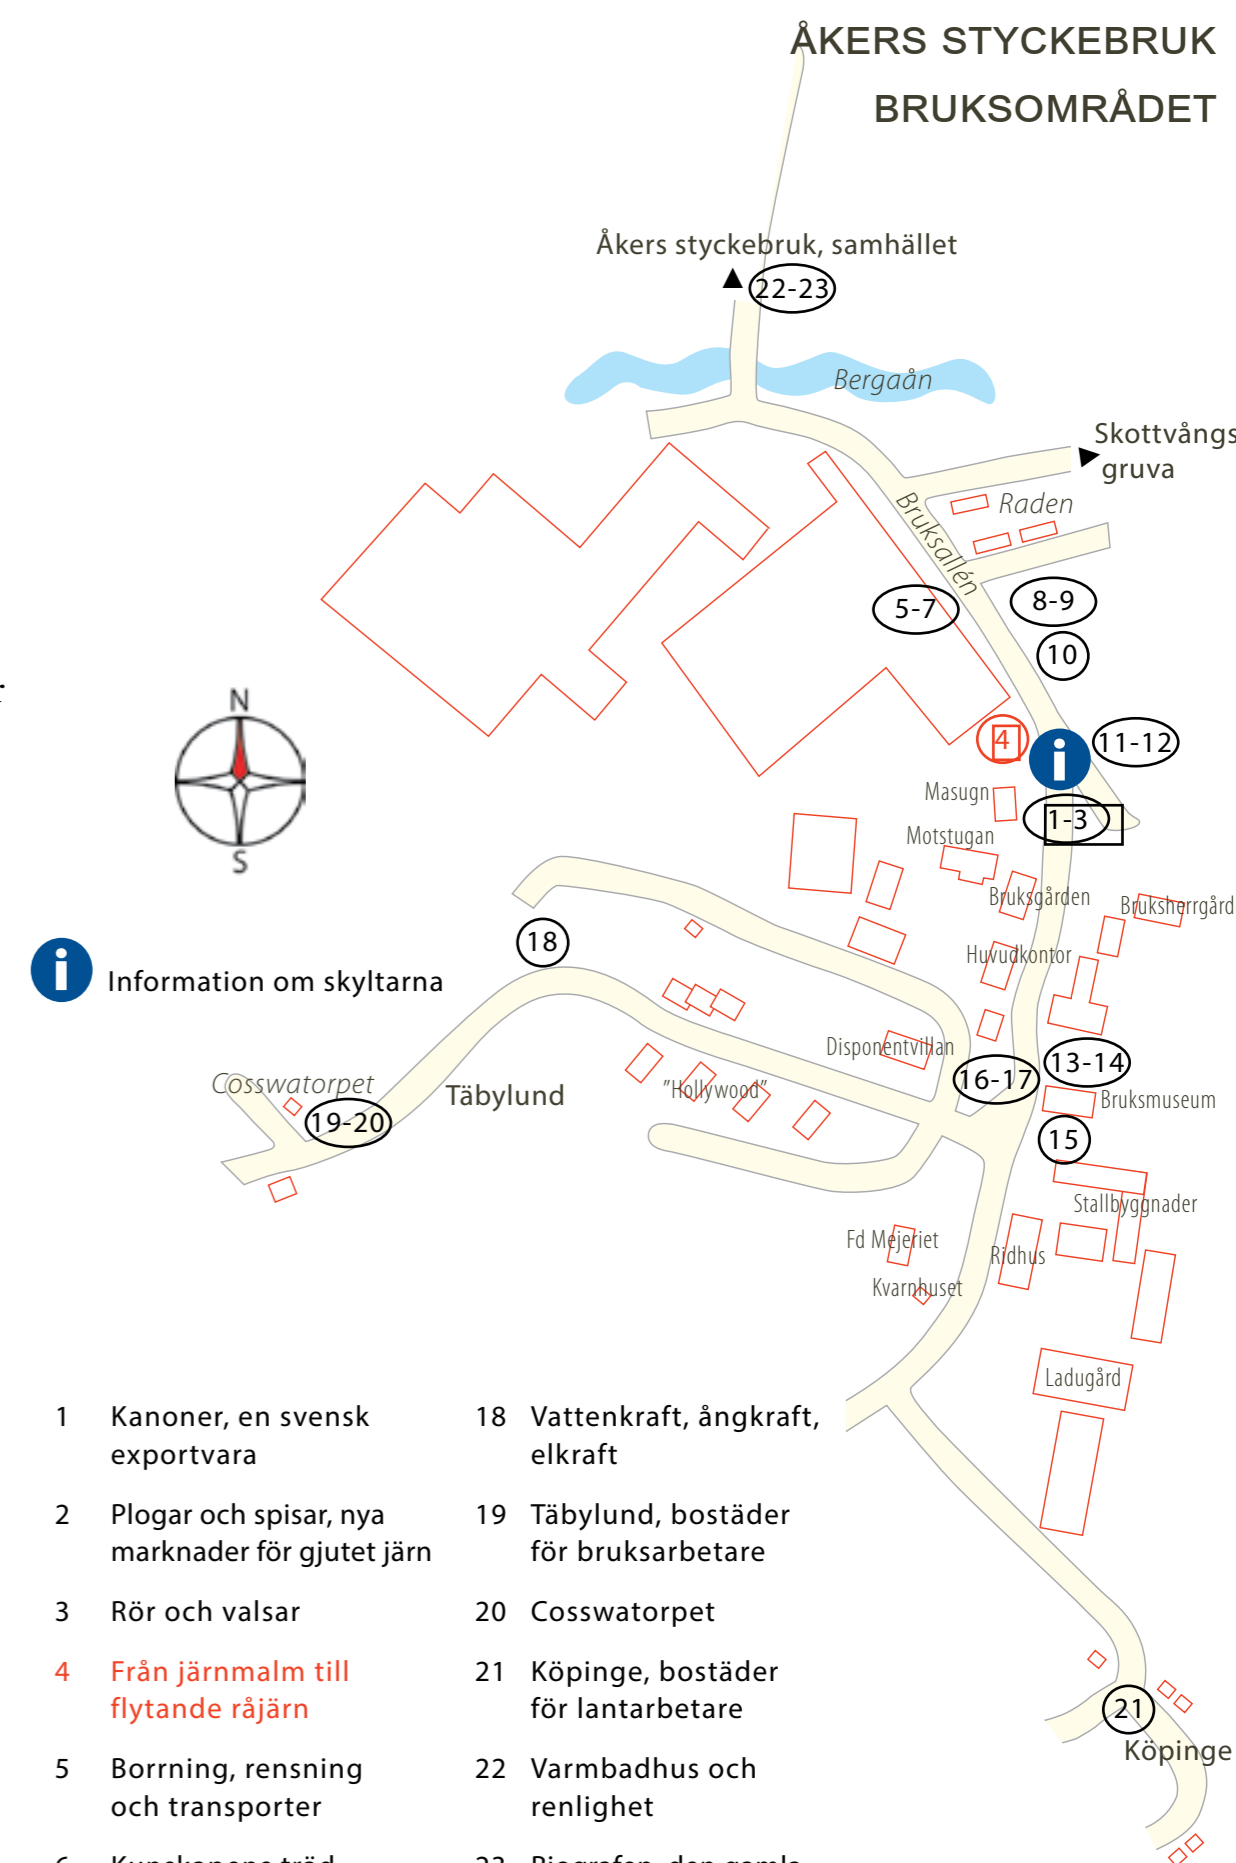 ÅKERS STYCKEBRUK
BRUKSOMRÅDET
Åkers styckebruk, samhället
22-23
Bergaån
Skottvångs
gruva
Raden
Bruksallén
5-7
8-9
10
N
S
4
i
11-12
Masugn
1-3
Motstugan
Bruksgården
Bruksherrgård
18
Huvudkontor
i Information om skyltarna
Disponentvillan
13-14
16-17
Cosswatorpet
Täbylund
"Hollywood"
Bruksmuseum
19-20
15
Stallbyggnader
Fd Mejeriet
Ridhus
Kvarnhuset
Ladugård
21
Köpinge
1 Kanoner, en svensk
exportvara
2 Plogar och spisar, nya
marknader för gjutet järn
3 Rör och valsar
4 Från järnmalm till
flytande råjärn
5 Borrning, rensning
och transporter
18 Vattenkraft, ångkraft,
elkraft
19 Täbylund, bostäder
för bruksarbetare
20 Cosswatorpet
21 Köpinge, bostäder
för lantarbetare
22 Varmbadhus och
renlighet